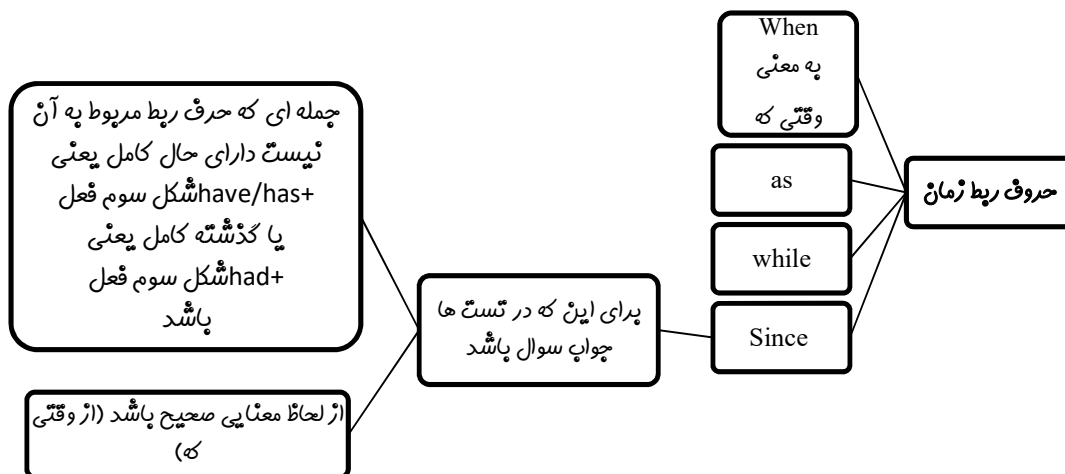 حروف ربط زمان
When
به معنی
وقتی که
as
while
Since
برای این که در تست ها
جواب سوال باشد
جمله ای که حرف ربط مربوط به آن
نیست دارای حال کامل یعنی
have/has+شکل سوم فعل
یا گذشته کامل یعنی
had+شکل سوم فعل
باشد
از لحاظ معنایی صحیح باشد (از وقتی
که)